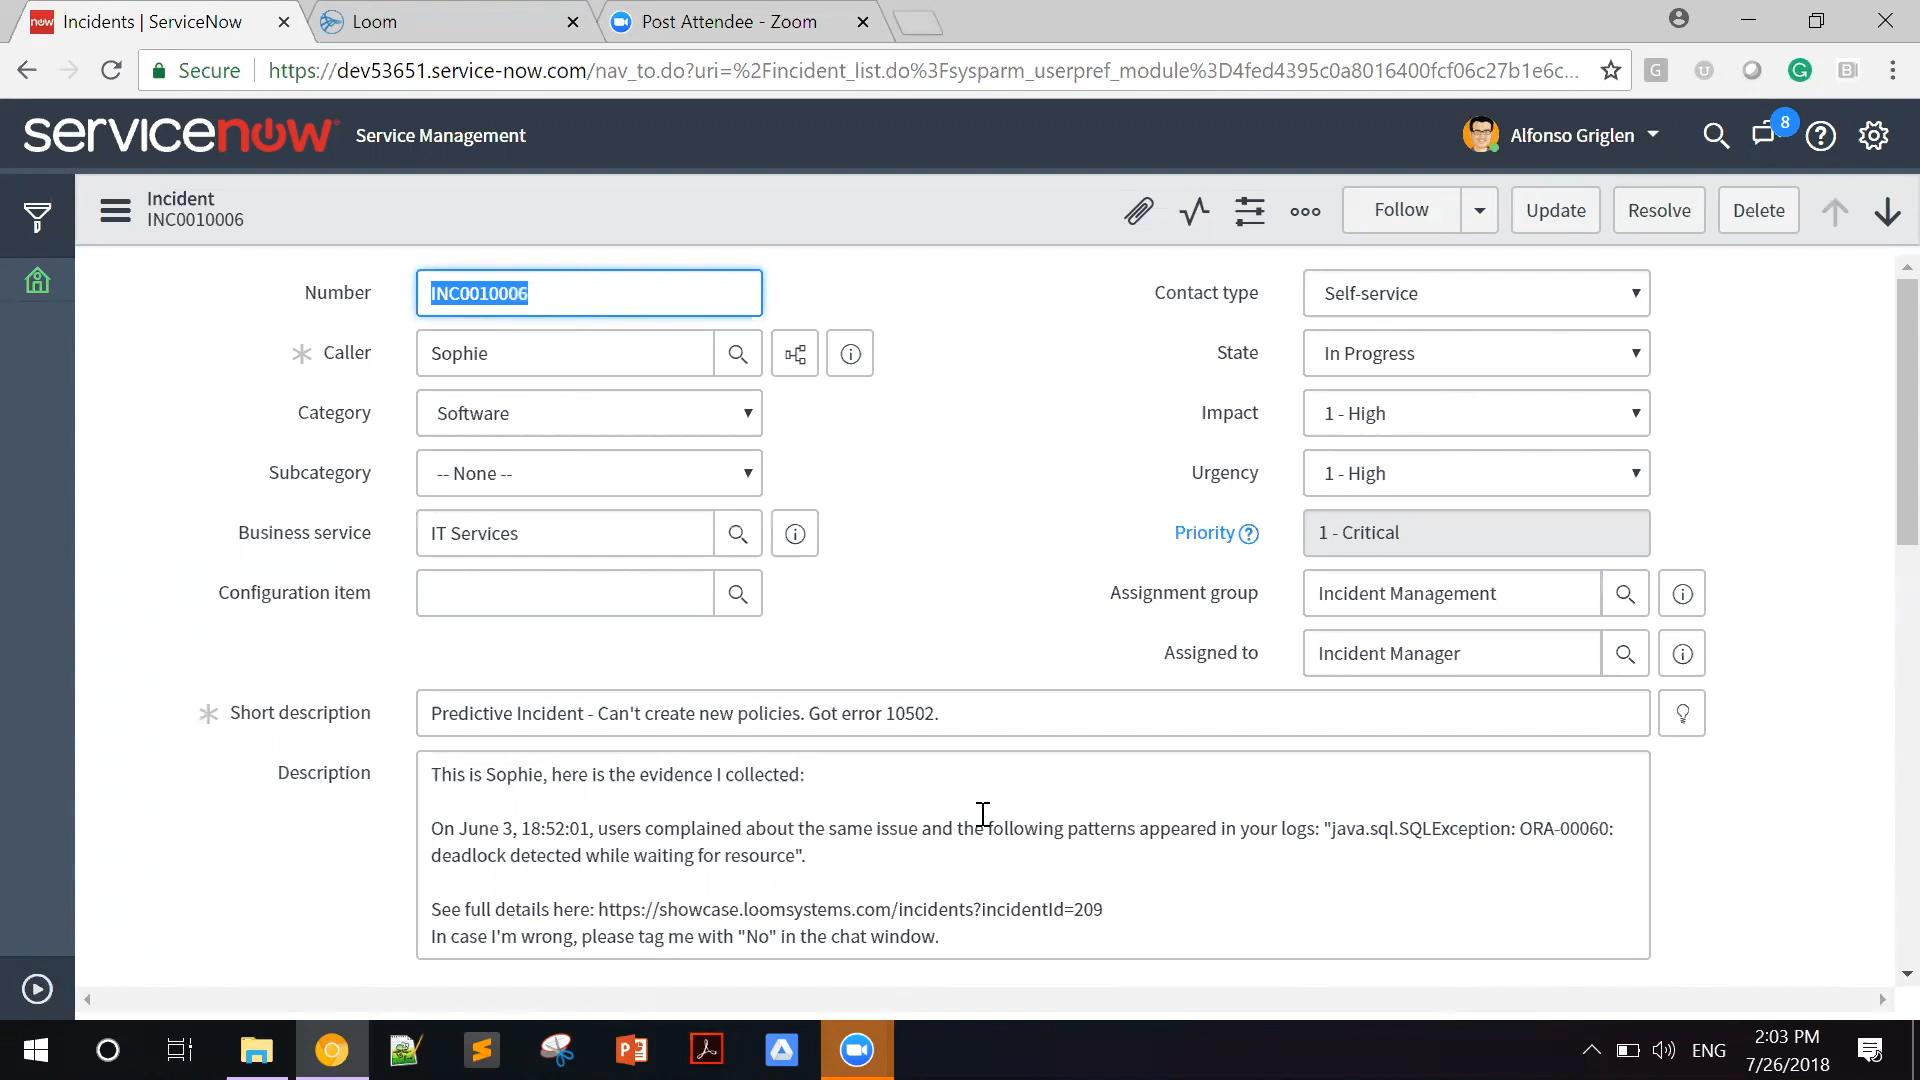 Incidents | ServiceNow
Loom
Post Attendee - Zoom
Secure
https://dev53651.service-now.com/nav_to.do?uri=%2Fincident_list.do%3Fsysparm_userpref_module%3D4fed4395c0a8016400fcf06c27b1e6c...
servicenow Service Management
Alfonso Griglen
8
Incident
INC0010006
Follow
Update
Resolve
Delete
Number INC0010006
Contact type Self-service
Caller Sophie
State In Progress
Category Software
Impact 1 - High
Subcategory -- None --
Urgency 1 - High
Business service IT Services
Priority 1 - Critical
Configuration item
Assignment group Incident Management
Assigned to Incident Manager
Short description Predictive Incident - Can't create new policies. Got error 10502.
Description This is Sophie, here is the evidence I collected:
On June 3, 18:52:01, users complained about the same issue and the following patterns appeared in your logs: "java.sql.SQLException: ORA-00060:
deadlock detected while waiting for resource".
See full details here: https://showcase.loomsystems.com/incidents?incidentId=209
In case I'm wrong, please tag me with "No" in the chat window.
ENG
2:03 PM
7/26/2018